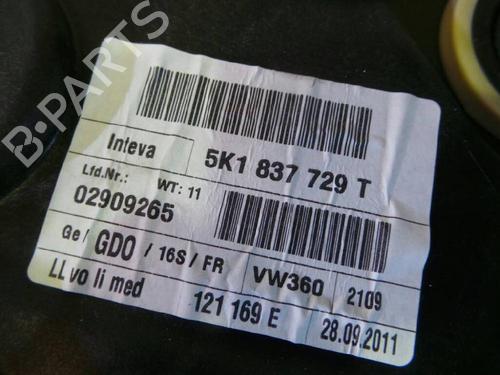 B-PARTS
Inteva
5K1 837 729 T
Lfd.Nr.: WT: 11
02909265
Ge/ GDO / 16S / FR
VW360 2109
LL vo li med
121 169 E 28.09.2011